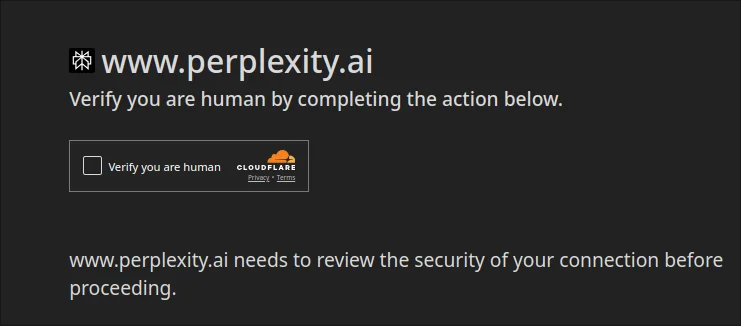 www.perplexity.ai
Verify you are human by completing the action below.
Verify you are human
CLOUDFLARE
Privacy • Terms
www.perplexity.ai needs to review the security of your connection before
proceeding.